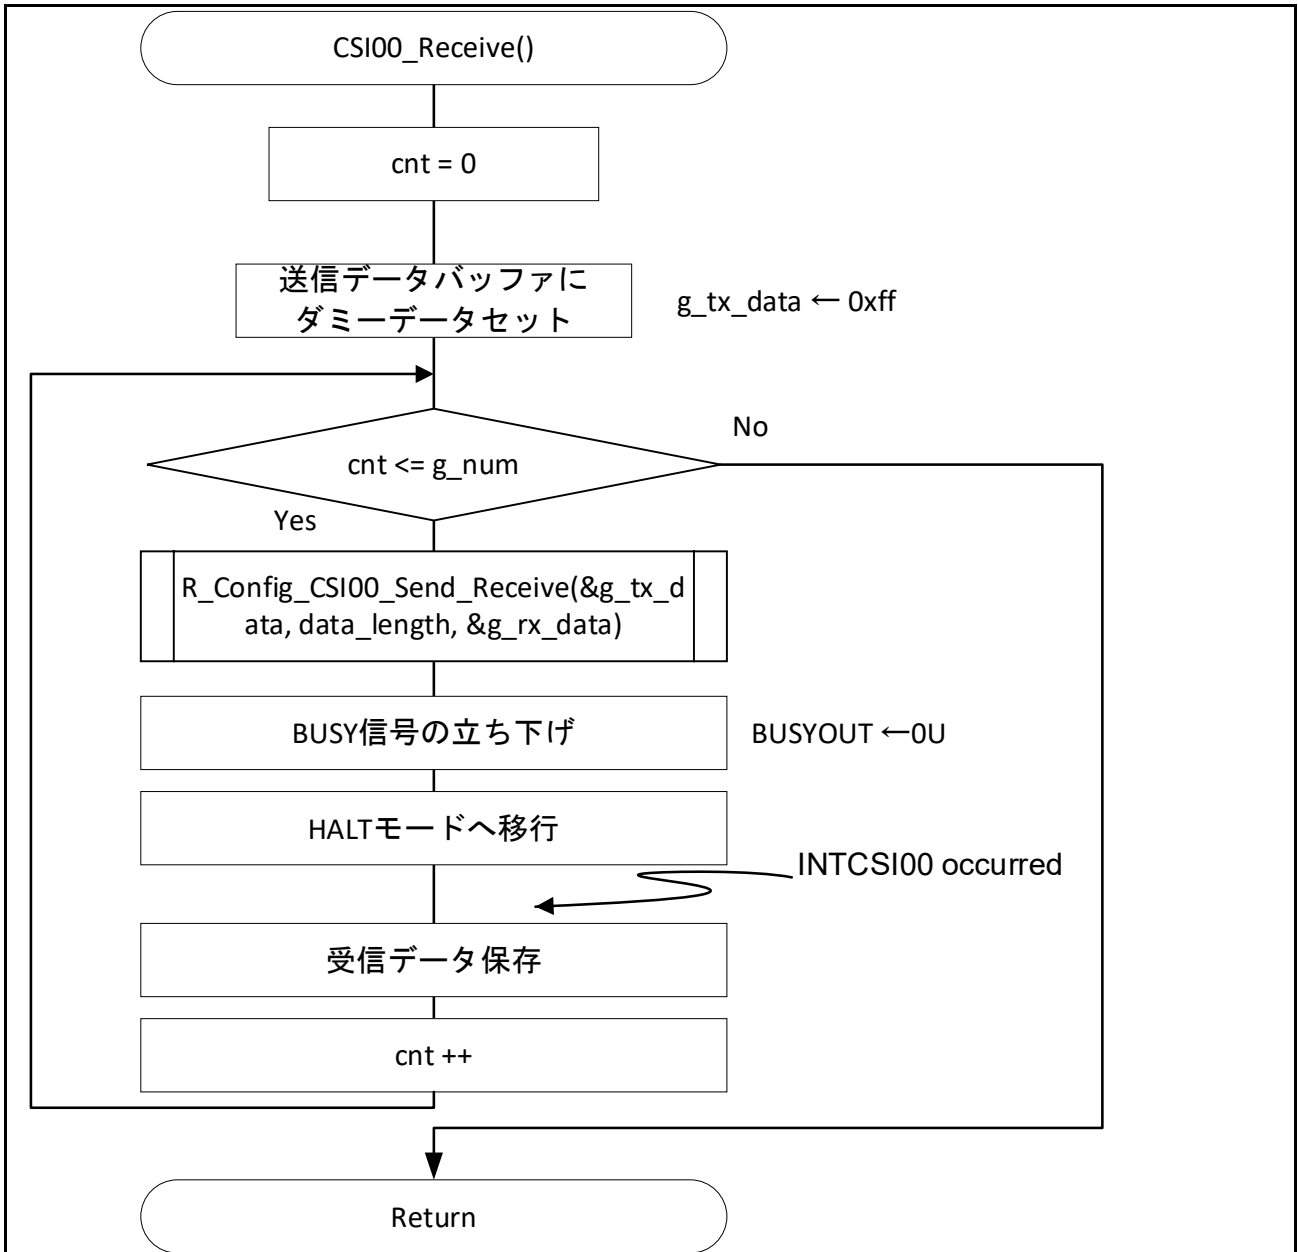 CSI00_Receive()
cnt = 0
送信データバッファに
ダミーデータセット
g_tx_data ← 0xff
No
cnt <= g_num
Yes
R_Config_CSI00_Send_Receive(&g_tx_d
ata, data_length, &g_rx_data)
BUSY信号の立ち下げ
BUSYOUT ←0U
HALTモードへ移行
INTCSI00 occurred
受信データ保存
cnt ++
Return